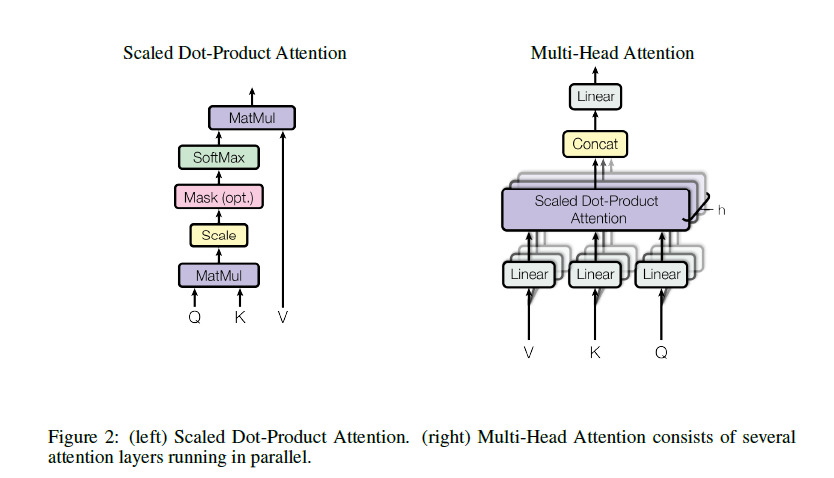 Scaled Dot-Product Attention
MatMul
SoftMax
Mask (opt.)
Scale
MatMul
Q K V
Multi-Head Attention
Linear
Concat
Scaled Dot-Product
Attention
h
Linear Linear Linear
V K Q
Figure 2: (left) Scaled Dot-Product Attention. (right) Multi-Head Attention consists of several
attention layers running in parallel.